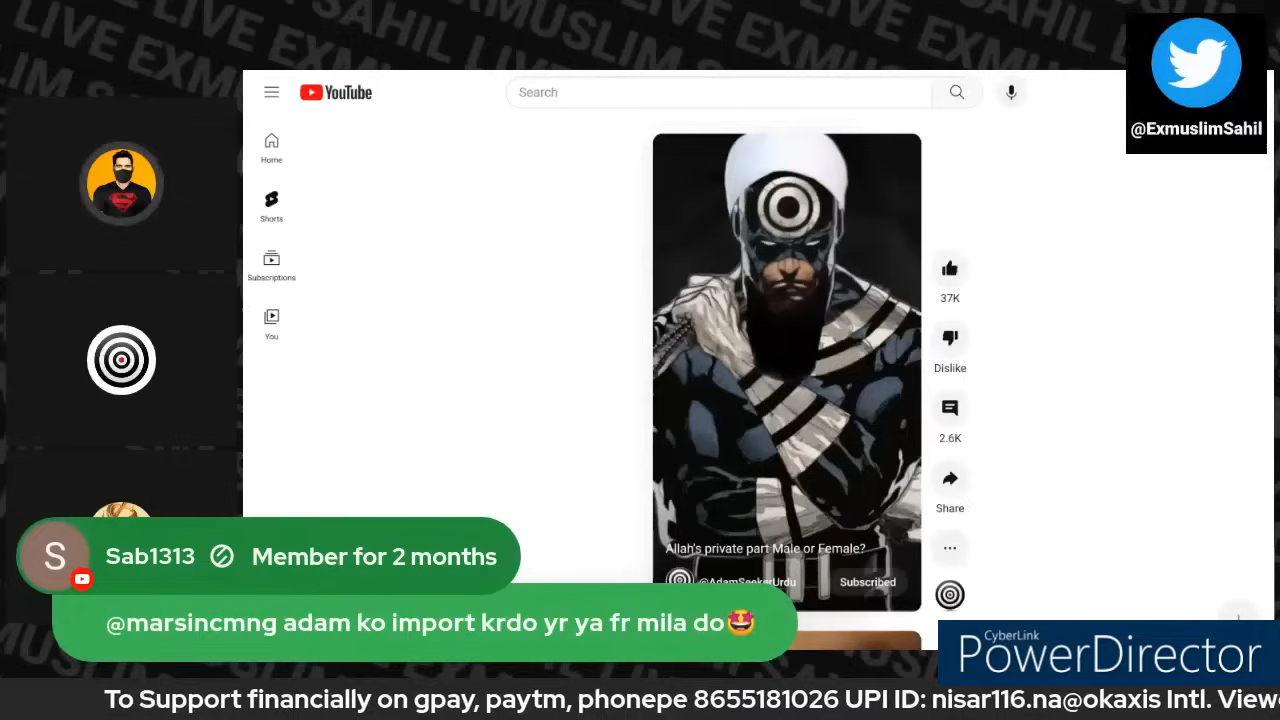 LIVE EXMUSLIM SAHIL
YouTube
Search
@ExmuslimSahil
Home
Shorts
Subscriptions
You
37K
Dislike
2.6K
Share
Allah's private part Male or Female?
@AdamSeekerUrdu
Subscribed
S
Sab1313
Member for 2 months
@marsincmng adam ko import krdo yr ya fr mila do🤩
CyberLink
PowerDirector
To Support financially on gpay, paytm, phonepe 8655181026 UPI ID: nisar116.na@okaxis Intl. View